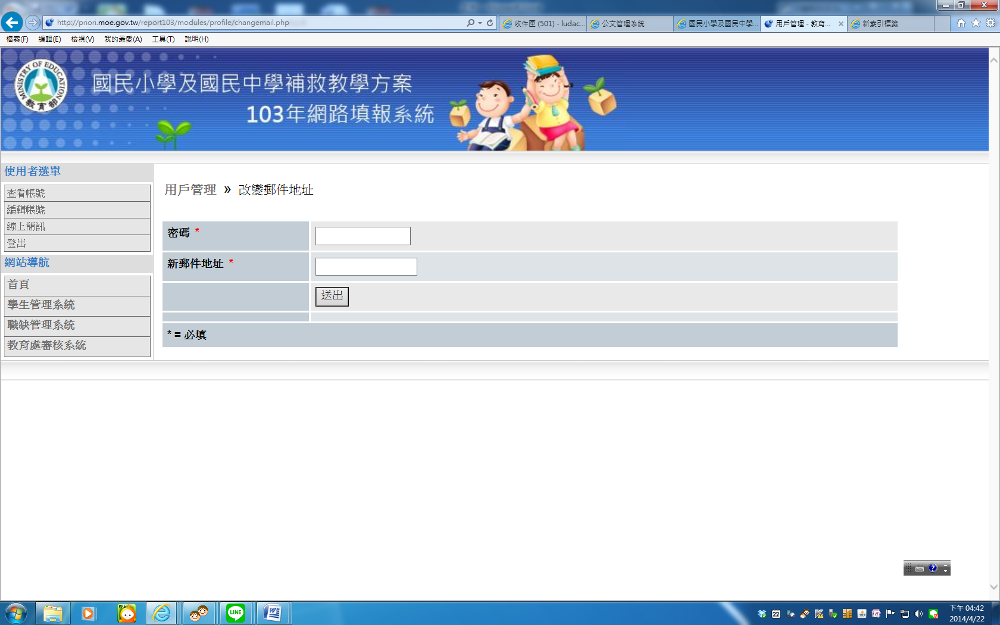 http://priori.moe.gov.tw/report103/modules/profile/changemail.php
收件匣 (501) - ludac...
公文管理系統
國民小學及國民中學...
用戶管理 - 教育...
新索引標籤
檔案(F) 編輯(E) 檢視(V) 我的最愛(A) 工具(T) 說明(H)
MINISTRY OF EDUCATION
教育部
國民小學及國民中學補救教學方案
103年網路填報系統
使用者選單
查看帳號
編輯帳號
線上簡訊
登出
網站導航
首頁
學生管理系統
職缺管理系統
教育處審核系統
用戶管理 » 改變郵件地址
密碼 *
新郵件地址 *
送出
* = 必填
PPS
LINE
22
下午 04:42
2014/4/22